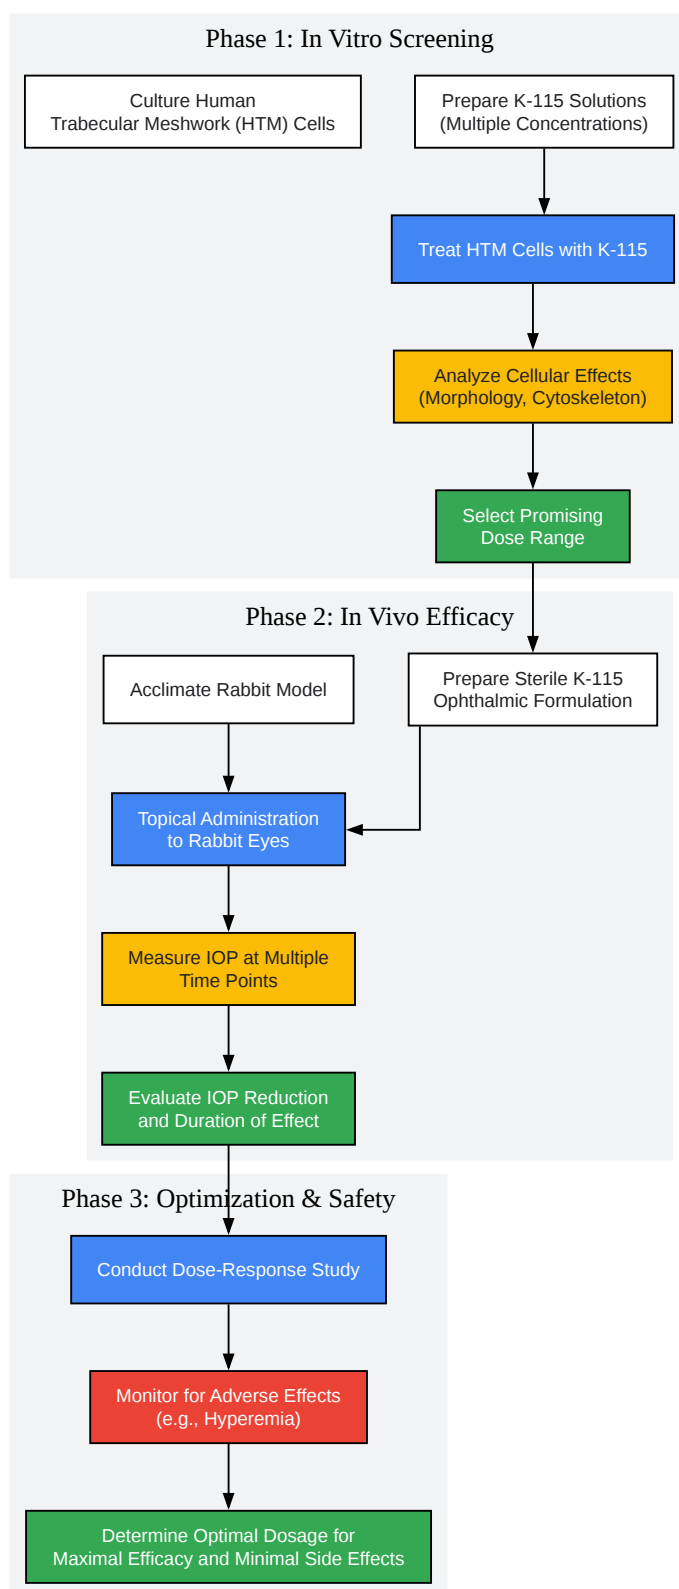 Phase 1: In Vitro Screening
Culture Human
Trabecular Meshwork (HTM) Cells
Prepare K-115 Solutions
(Multiple Concentrations)
Treat HTM Cells with K-115
Analyze Cellular Effects
(Morphology, Cytoskeleton)
Select Promising
Dose Range
Phase 2: In Vivo Efficacy
Acclimate Rabbit Model
Prepare Sterile K-115
Ophthalmic Formulation
Topical Administration
to Rabbit Eyes
Measure IOP at Multiple
Time Points
Evaluate IOP Reduction
and Duration of Effect
Phase 3: Optimization & Safety
Conduct Dose-Response Study
Monitor for Adverse Effects
(e.g., Hyperemia)
Determine Optimal Dosage for
Maximal Efficacy and Minimal Side Effects